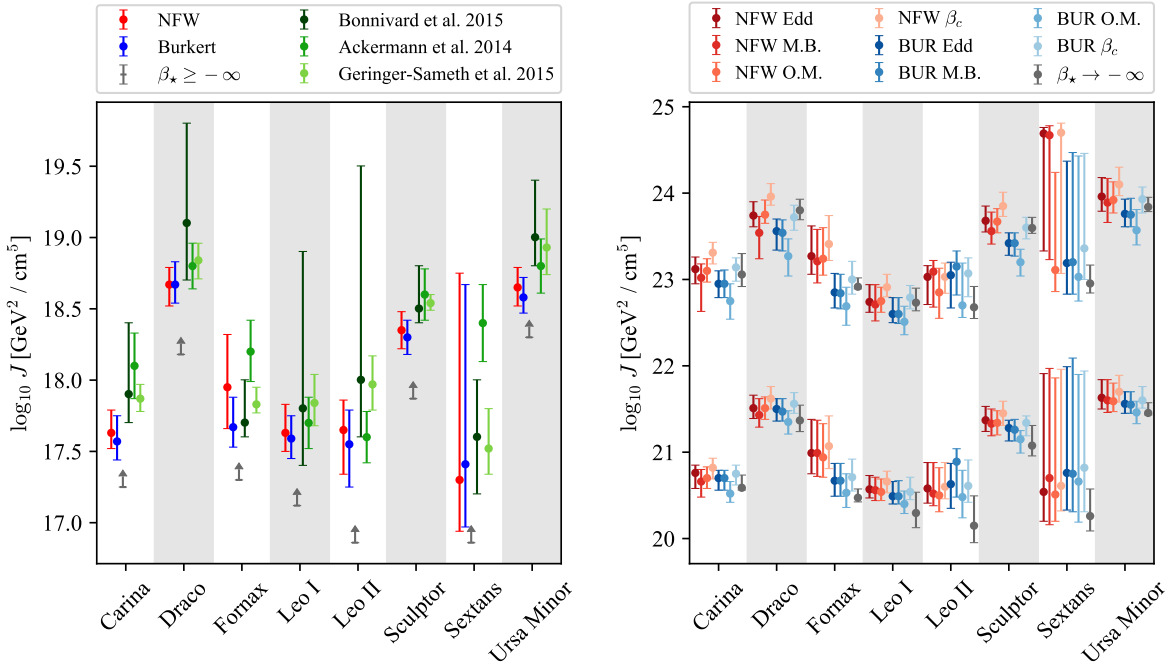 NFW
Burkert
β⋆ ≥ − ∞
Bonnivard et al. 2015
Ackermann et al. 2014
Geringer-Sameth et al. 2015
log₁₀ J [GeV² / cm⁵]
19.5
19.0
18.5
18.0
17.5
17.0
Carina
Draco
Fornax
Leo I
Leo II
Sculptor
Sextans
Ursa Minor
NFW Edd
NFW M.B.
NFW O.M.
NFW βc
BUR Edd
BUR M.B.
BUR O.M.
BUR βc
β⋆ → − ∞
log₁₀ J [GeV² / cm⁵]
25
24
23
22
21
20
Carina
Draco
Fornax
Leo I
Leo II
Sculptor
Sextans
Ursa Minor